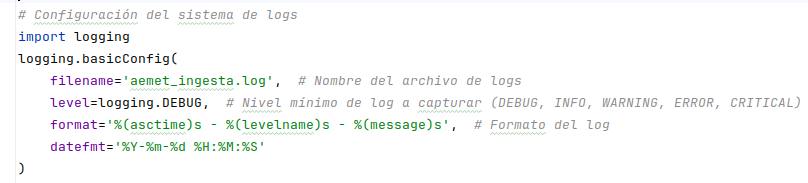 # Configuración del sistema de logs
import logging
logging.basicConfig(
    filename='aemet_ingesta.log',  # Nombre del archivo de logs
    level=logging.DEBUG,  # Nivel mínimo de log a capturar (DEBUG, INFO, WARNING, ERROR, CRITICAL)
    format='%(asctime)s - %(levelname)s - %(message)s',  # Formato del log
    datefmt='%Y-%m-%d %H:%M:%S'
)